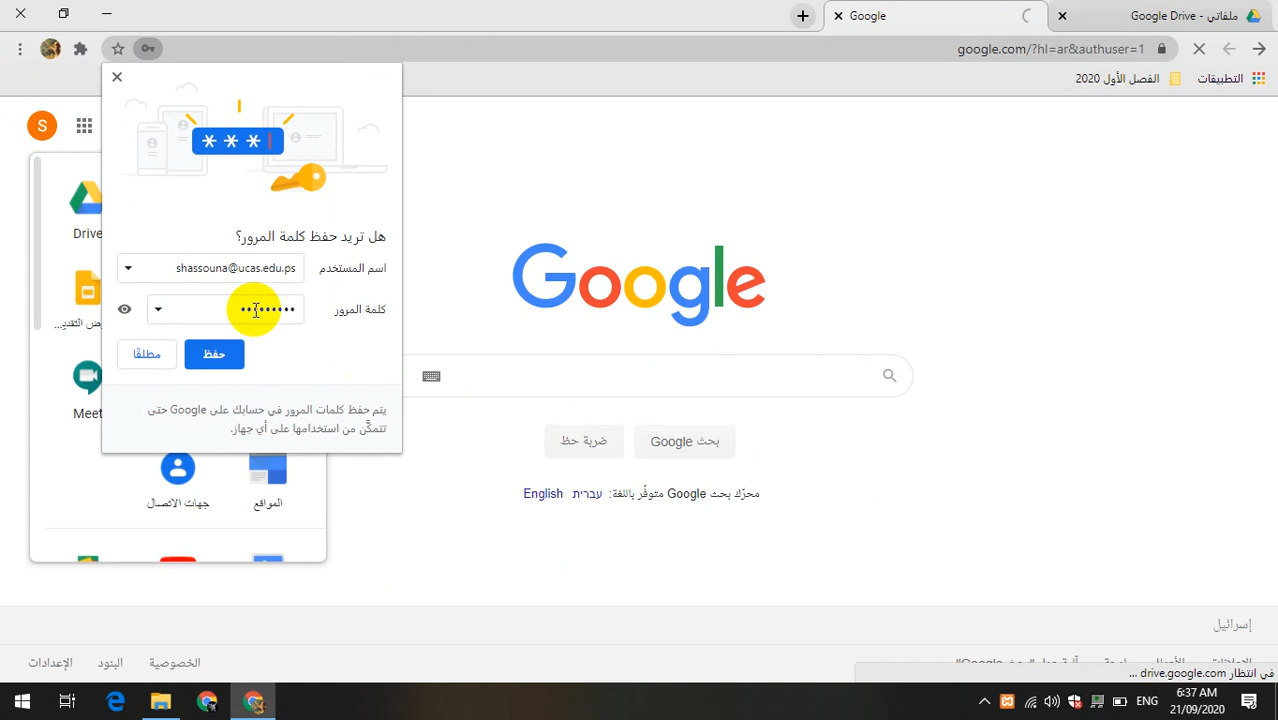 Google
ملفاتي - Google Drive
google.com/?hl=ar&authuser=1
التطبيقات
الفصل الأول 2020
S
***
هل تريد حفظ كلمة المرور؟
اسم المستخدم
shassouna@ucas.edu.ps
كلمة المرور
حفظ
مطلقًا
يتم حفظ كلمات المرور في حسابك على Google حتى
تتمكَّن من استخدامها على أي جهاز.
Drive
Meet
المواقع
جهات الاتصال
Google
بحث Google
ضربة حظ
محرّك بحث Google متوفّر باللغة: עברית English
إسرائيل
الخصوصية
البنود
الإعدادات
في انتظار drive.google.com ...
ENG
6:37 AM
21/09/2020